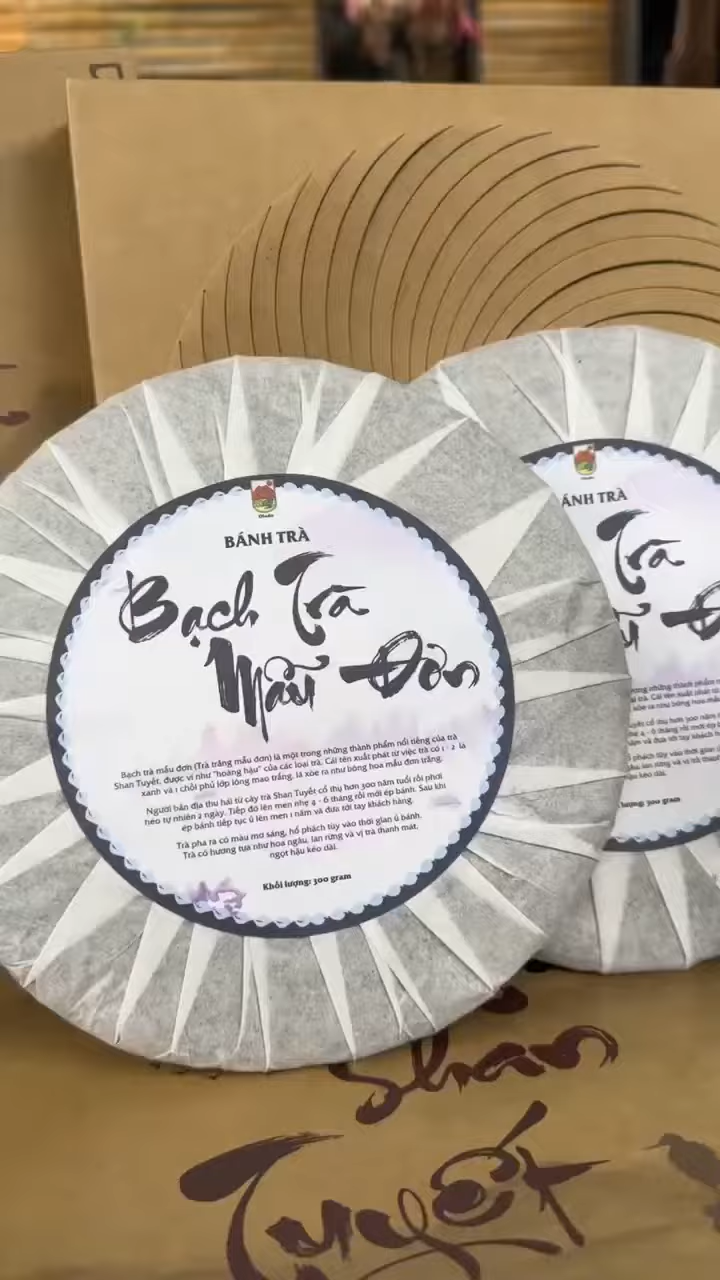 BÁNH TRÀ
Bạch Trà
Mẫu Đơn
Bạch trà mẫu đơn (Trà trắng mẫu đơn) là một trong những thành phẩm nổi tiếng của trà
Shan Tuyết, được ví như "hoàng hậu" của các loại trà. Cái tên xuất phát từ việc trà có 1 - 2 lá
xanh và 1 chồi phủ lớp lông mao trắng, lá xòe ra như bông hoa mẫu đơn trắng.
Người bản địa thu hái từ cây trà Shan Tuyết cổ thụ hơn 300 năm tuổi rồi phơi
héo tự nhiên 2 ngày. Tiếp đó lên men nhẹ 4 - 6 tháng rồi mới ép bánh. Sau khi
ép bánh tiếp tục ủ lên men 1 năm và đưa tới tay khách hàng.
Trà pha ra có màu mơ sáng, hổ phách tùy vào thời gian ủ bánh.
Trà có hương tựa như hoa ngâu, lan rừng và vị trà thanh mát,
ngọt hậu kéo dài.
Khối lượng: 300 gram
ÁNH TRÀ
Trà
Shan
Tuyết